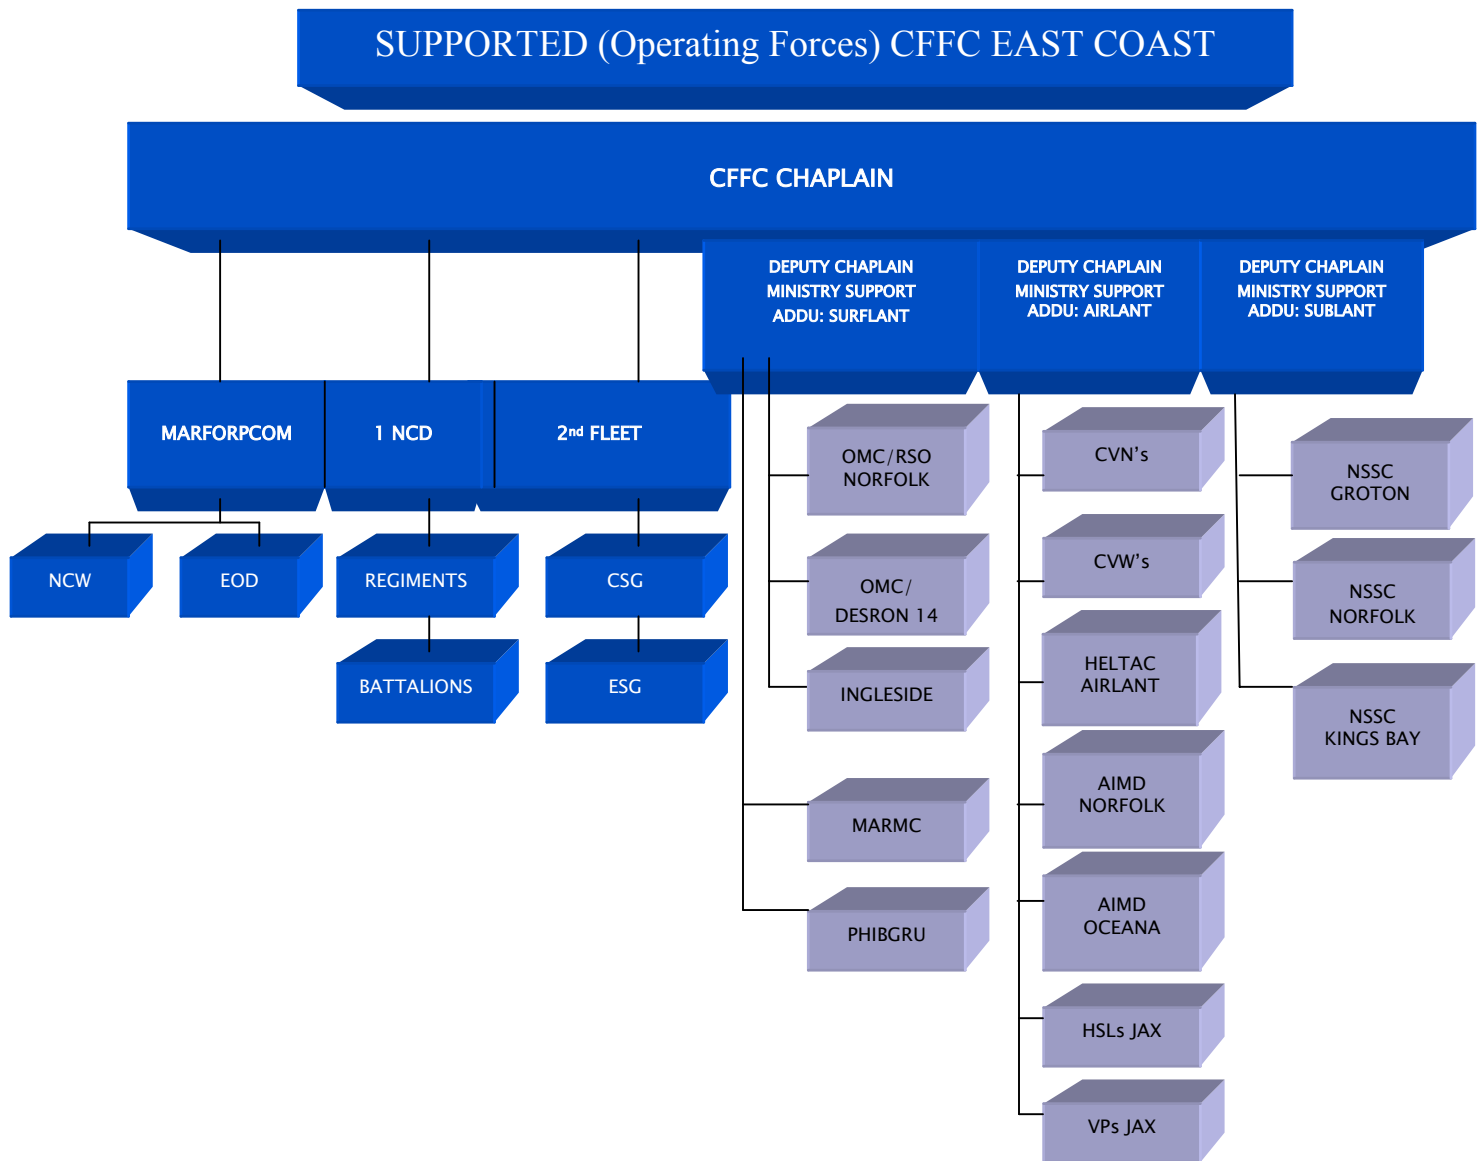 SUPPORTED (Operating Forces) CFFC EAST COAST
CFFC CHAPLAIN
DEPUTY CHAPLAIN
MINISTRY SUPPORT
ADDU: SURFLANT
DEPUTY CHAPLAIN
MINISTRY SUPPORT
ADDU: AIRLANT
DEPUTY CHAPLAIN
MINISTRY SUPPORT
ADDU: SUBLANT
MARFORPCOM
1 NCD
2nd FLEET
NCW
EOD
REGIMENTS
BATTALIONS
CSG
ESG
OMC/RSO
NORFOLK
OMC/
DESRON 14
INGLESIDE
MARMC
PHIBGRU
CVN’s
CVW’s
HELTAC
AIRLANT
AIMD
NORFOLK
AIMD
OCEANA
HSLs JAX
VPs JAX
NSSC
GROTON
NSSC
NORFOLK
NSSC
KINGS BAY